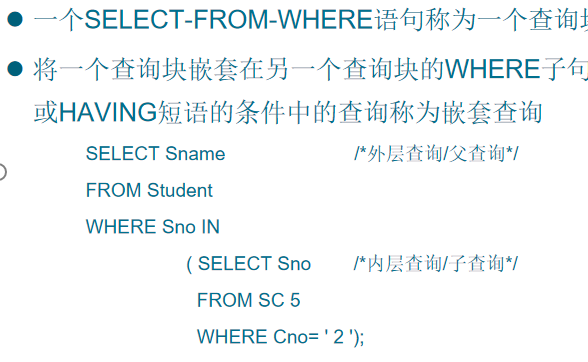 ● 一个SELECT-FROM-WHERE语句称为一个查询
● 将一个查询块嵌套在另一个查询块的WHERE子句
或HAVING短语的条件中的查询称为嵌套查询
SELECT Sname /*外层查询/父查询*/
FROM Student
WHERE Sno IN
( SELECT Sno /*内层查询/子查询*/
FROM SC 5
WHERE Cno= ' 2 ');